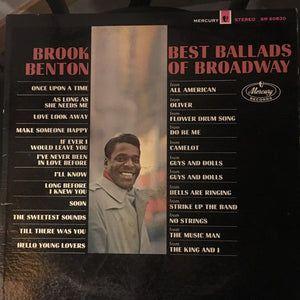 MERCURY STEREO SR 60830
BROOK
BENTON
BEST BALLADS
OF BROADWAY
Mercury
RECORDS
ONCE UPON A TIME
from
ALL AMERICAN
AS LONG AS
SHE NEEDS ME
from
OLIVER
LOVE LOOK AWAY
from
FLOWER DRUM SONG
MAKE SOMEONE HAPPY
from
DO RE MI
IF EVER I
WOULD LEAVE YOU
from
CAMELOT
I'VE NEVER BEEN
IN LOVE BEFORE
from
GUYS AND DOLLS
I'LL KNOW
from
GUYS AND DOLLS
LONG BEFORE
I KNEW YOU
from
BELLS ARE RINGING
SOON
from
STRIKE UP THE BAND
THE SWEETEST SOUNDS
from
NO STRINGS
TILL THERE WAS YOU
from
THE MUSIC MAN
HELLO YOUNG LOVERS
from
THE KING AND I